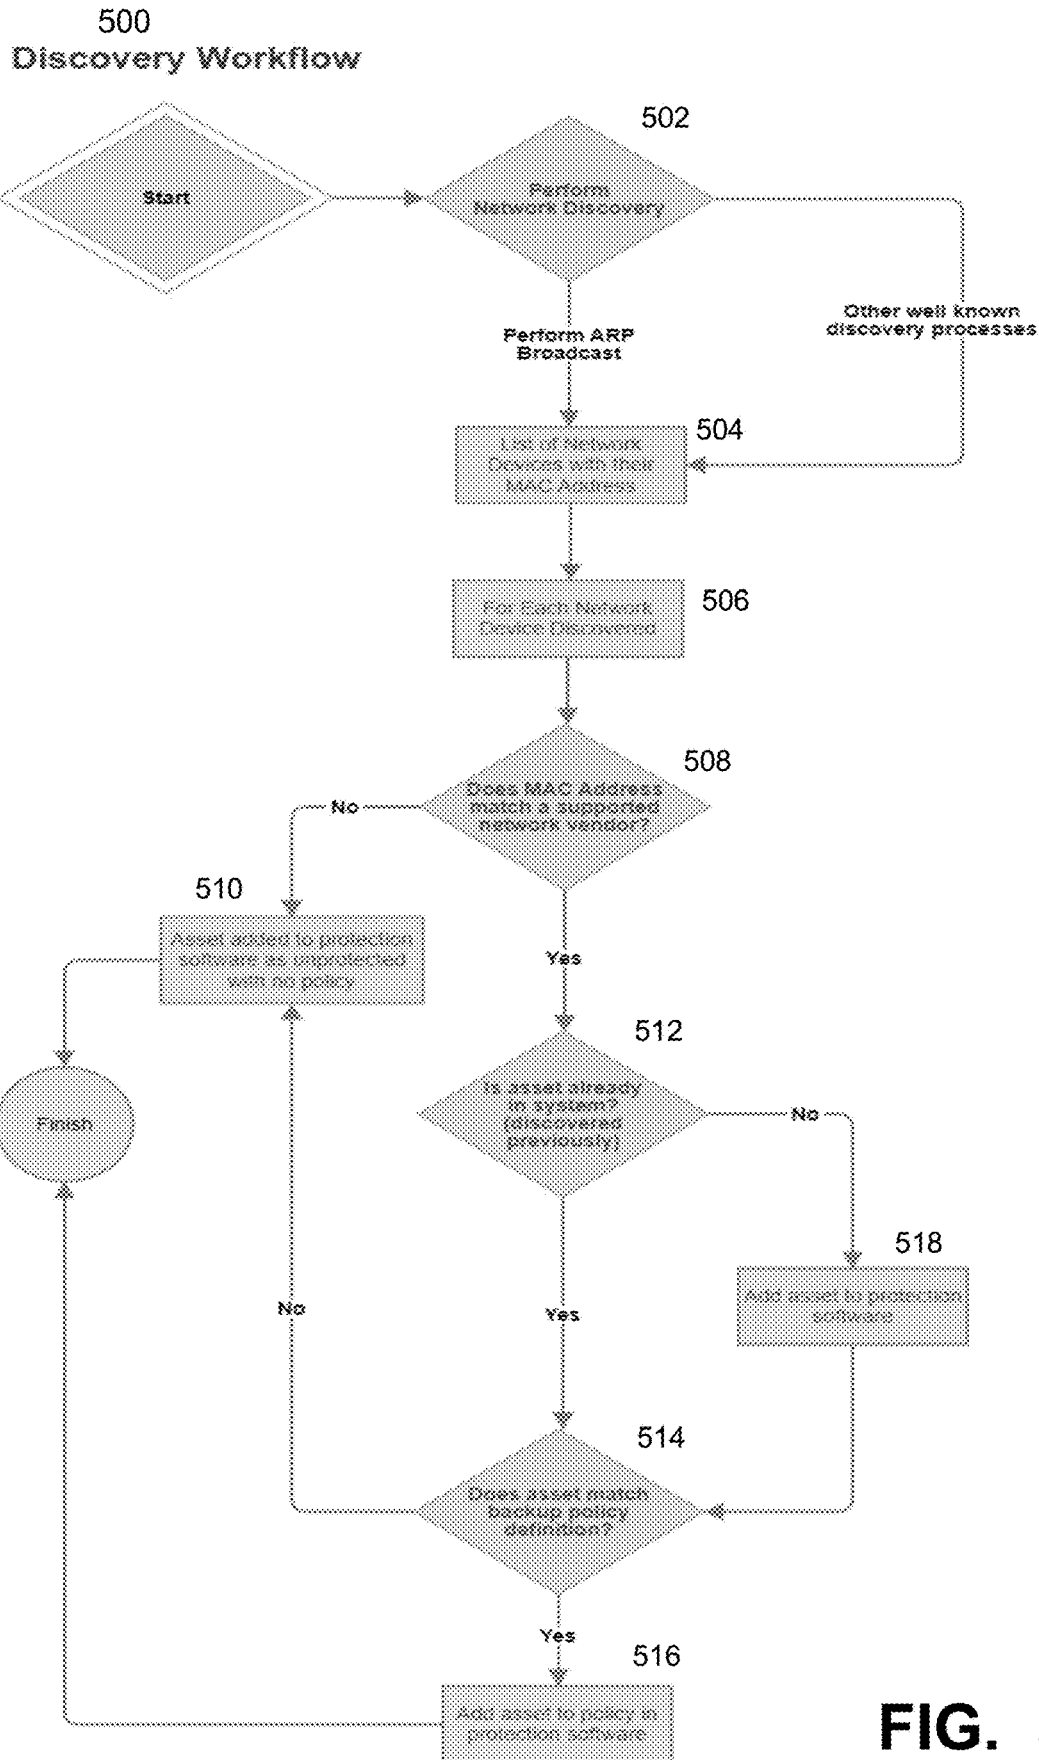 500
Discovery Workflow
Start
502
Perform
Network Discovery
Other well known
discovery processes
Perform ARP
Broadcast
504
List of Network
Devices with their
MAC Address
506
For Each Network
Device Discovered
508
Does MAC Address
match a supported
network vendor?
No
510
Asset added to protection
software as unprotected
with no policy
Yes
512
Is asset already
in system?
(discovered
previously)
No
Finish
518
Add asset to protection
software
No
Yes
514
Does asset match
backup policy
definition?
Yes
516
Add asset to policy in
protection software
FIG.